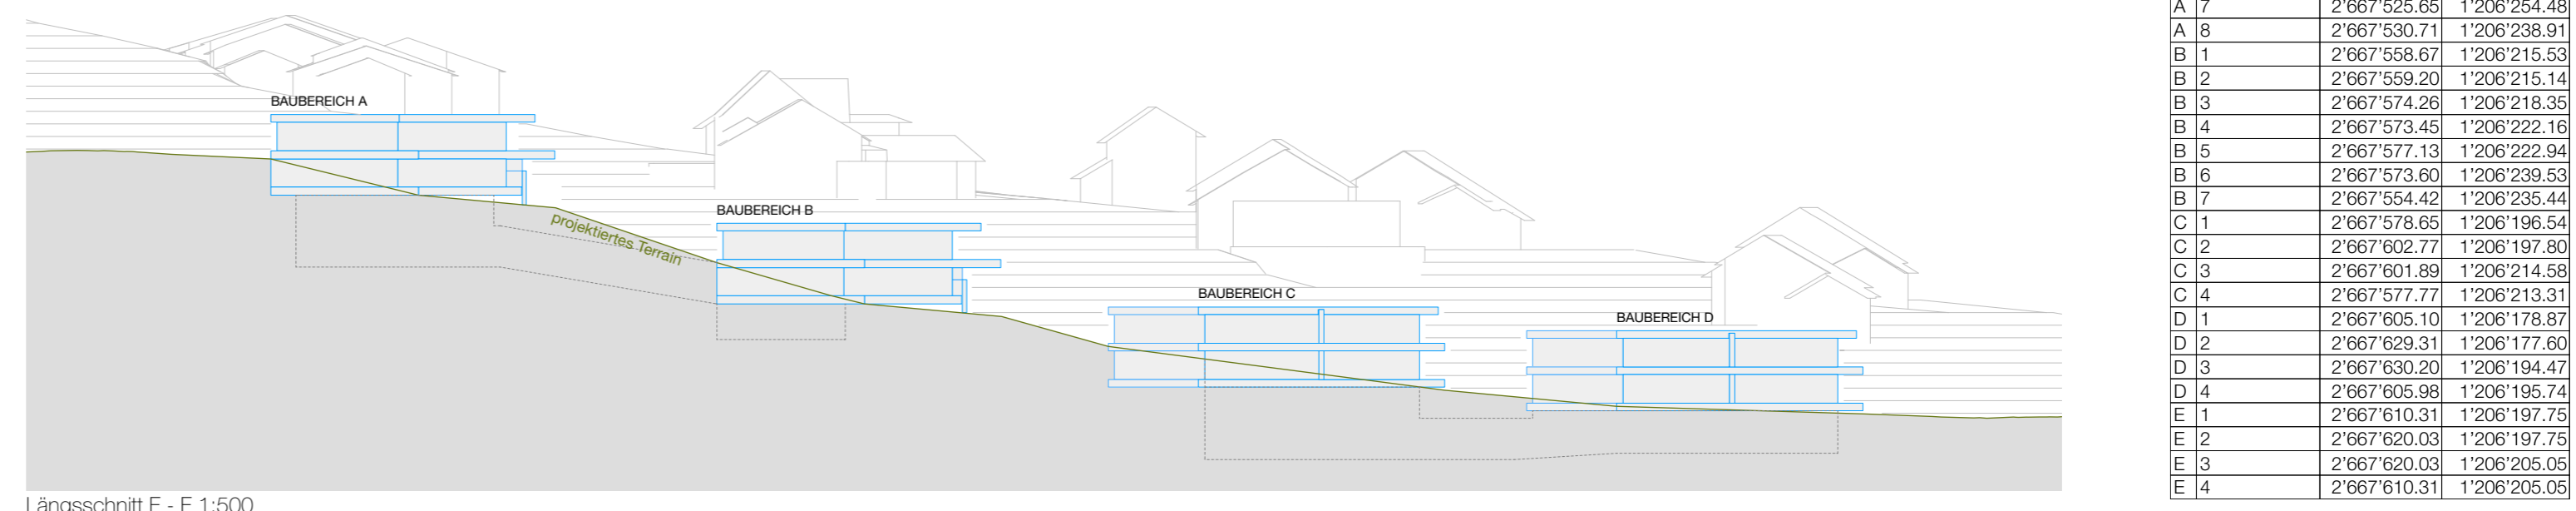 BAUBEREICH A
BAUBEREICH B
projektiertes Terrain
BAUBEREICH C
BAUBEREICH D
Längsschnitt E - E 1:500
A 7 2'667'525.65 1'206'254.48
A 8 2'667'530.71 1'206'238.91
B 1 2'667'558.67 1'206'215.53
B 2 2'667'559.20 1'206'215.14
B 3 2'667'574.26 1'206'218.35
B 4 2'667'573.45 1'206'222.16
B 5 2'667'577.13 1'206'222.94
B 6 2'667'573.60 1'206'239.53
B 7 2'667'554.42 1'206'235.44
C 1 2'667'578.65 1'206'196.54
C 2 2'667'602.77 1'206'197.80
C 3 2'667'601.89 1'206'214.58
C 4 2'667'577.77 1'206'213.31
D 1 2'667'605.10 1'206'178.87
D 2 2'667'629.31 1'206'177.60
D 3 2'667'630.20 1'206'194.47
D 4 2'667'605.98 1'206'195.74
E 1 2'667'610.31 1'206'197.75
E 2 2'667'620.03 1'206'197.75
E 3 2'667'620.03 1'206'205.05
E 4 2'667'610.31 1'206'205.05